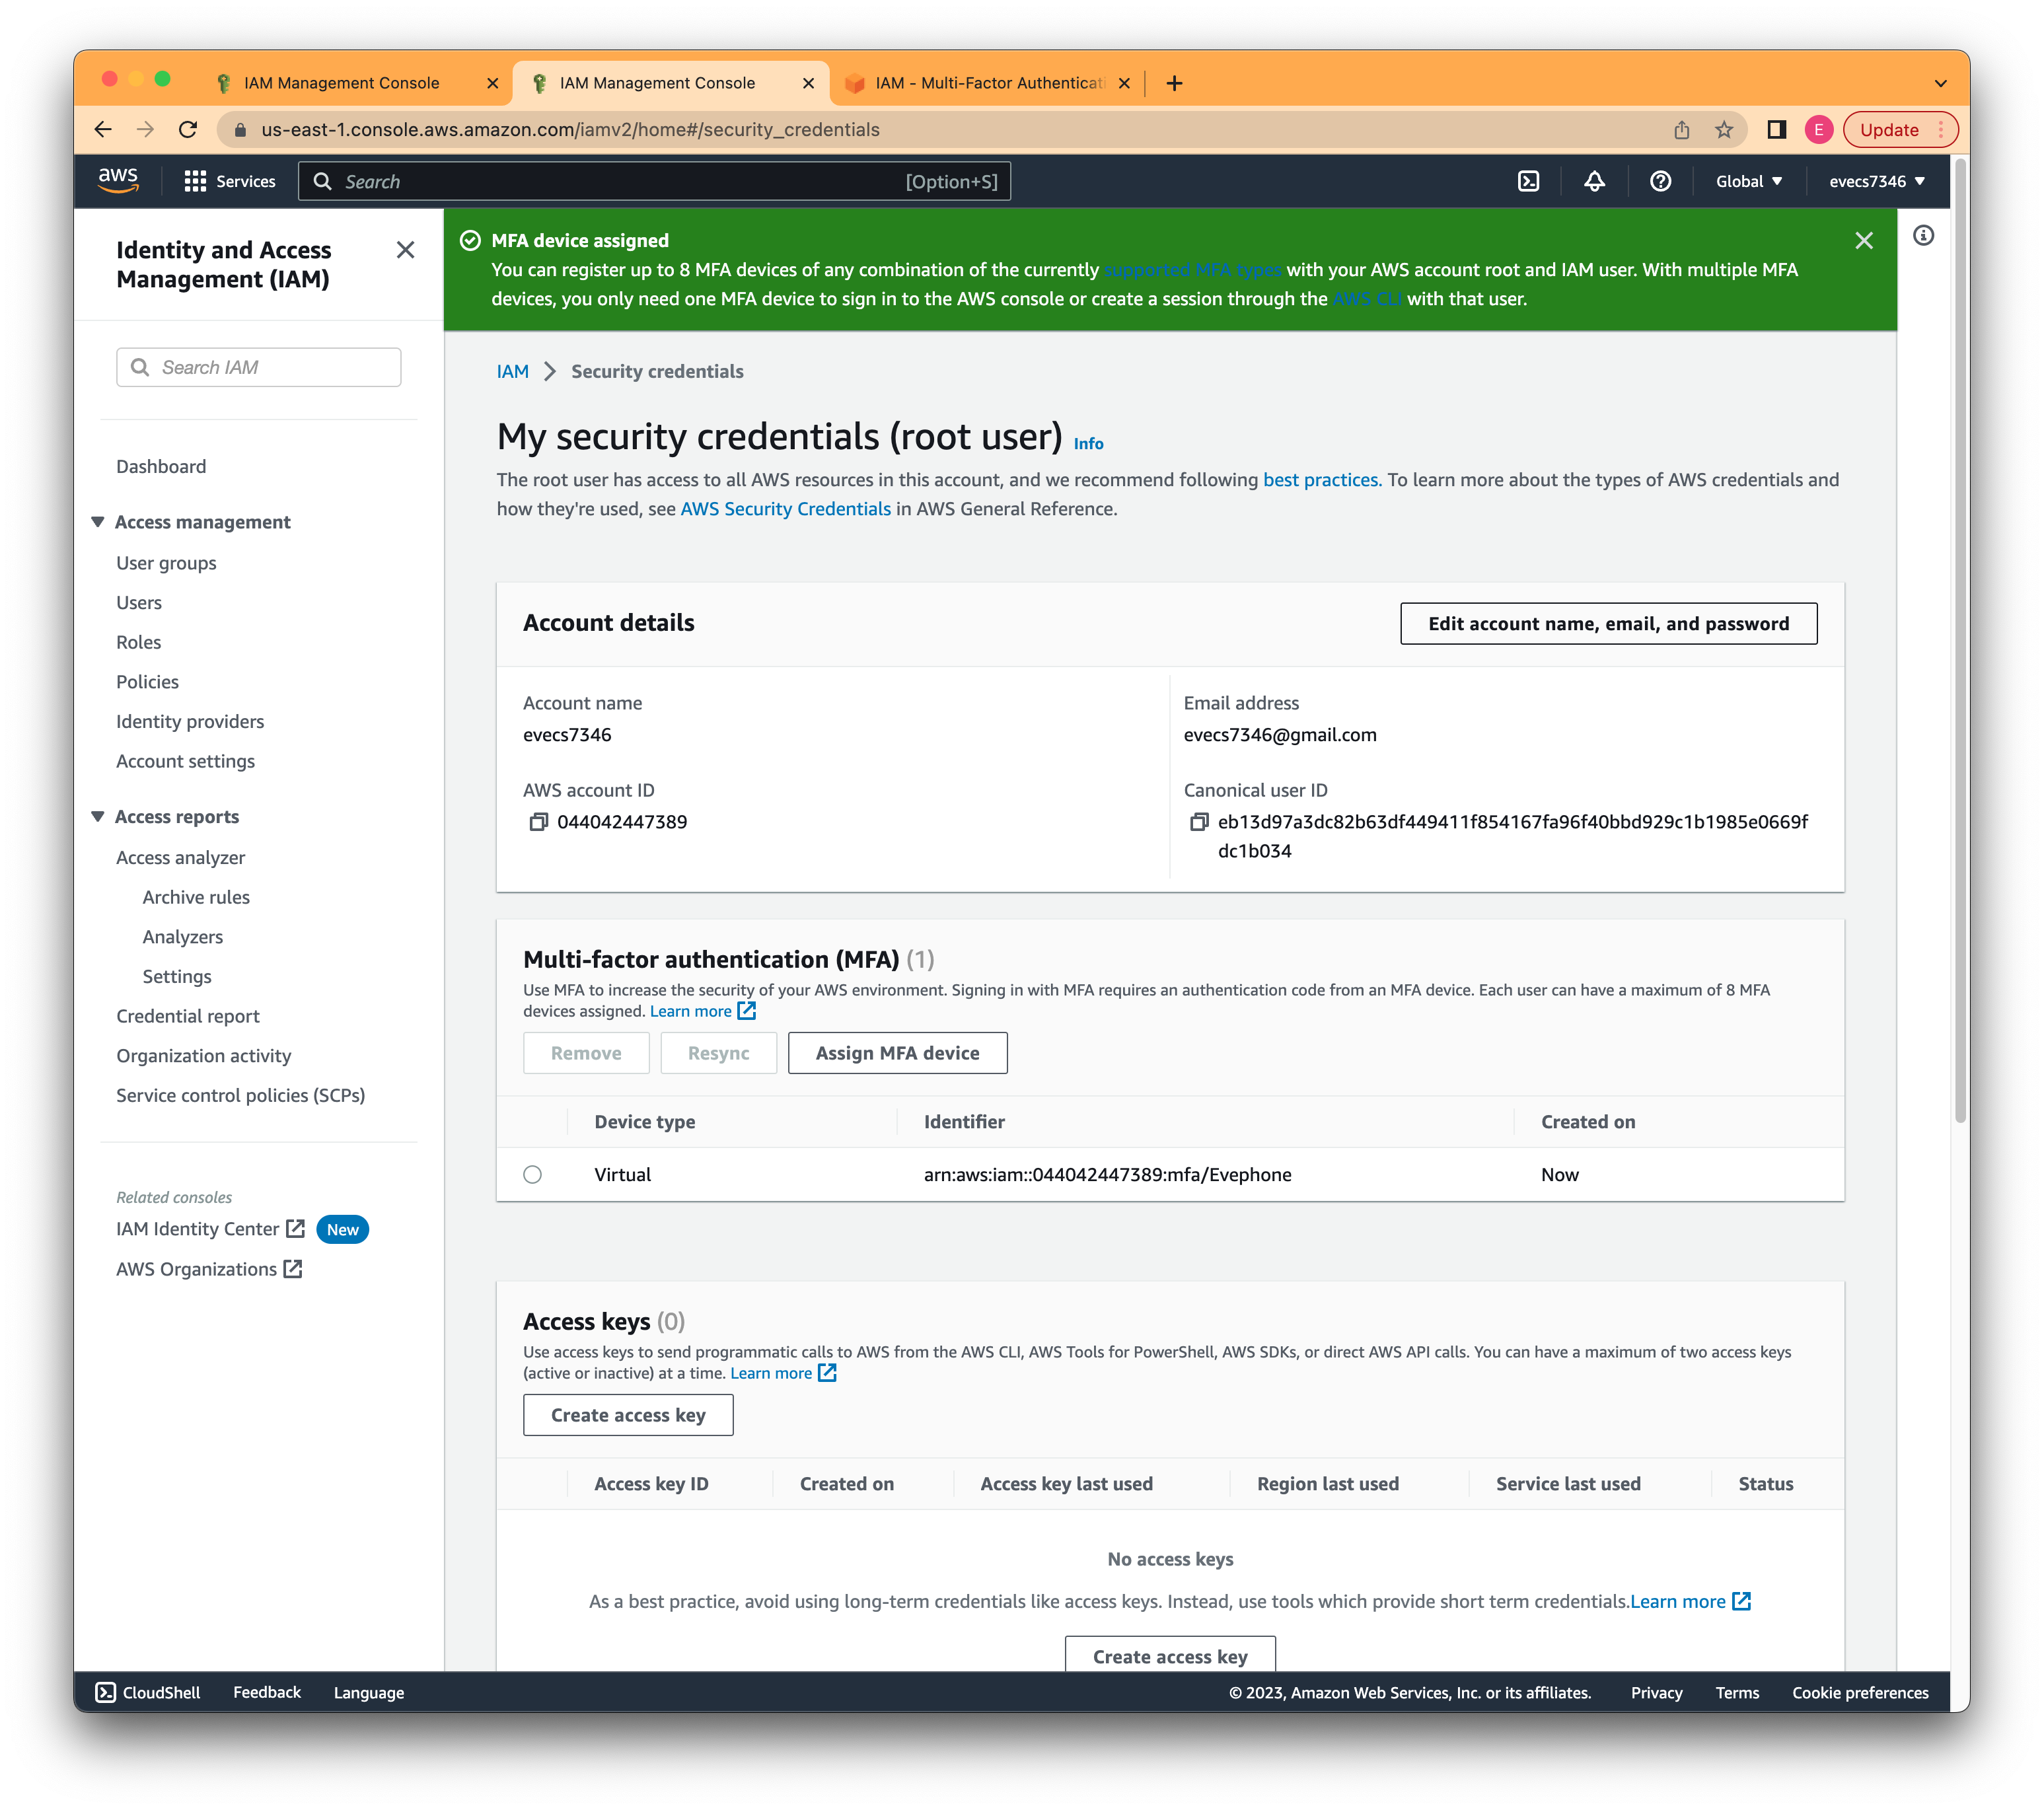 IAM Management Console
IAM Management Console
IAM - Multi-Factor Authenticati
us-east-1.console.aws.amazon.com/iamv2/home#/security_credentials
E
Update
aws
Services
Search
[Option+S]
Global
evecs7346
Identity and Access
Management (IAM)
Search IAM
Dashboard
Access management
User groups
Users
Roles
Policies
Identity providers
Account settings
Access reports
Access analyzer
Archive rules
Analyzers
Settings
Credential report
Organization activity
Service control policies (SCPs)
Related consoles
IAM Identity Center New
AWS Organizations
MFA device assigned
You can register up to 8 MFA devices of any combination of the currently supported MFA types with your AWS account root and IAM user. With multiple MFA
devices, you only need one MFA device to sign in to the AWS console or create a session through the AWS CLI with that user.
IAM Security credentials
My security credentials (root user) Info
The root user has access to all AWS resources in this account, and we recommend following best practices. To learn more about the types of AWS credentials and
how they're used, see AWS Security Credentials in AWS General Reference.
Account details
Edit account name, email, and password
Account name
evecs7346
Email address
evecs7346@gmail.com
AWS account ID
044042447389
Canonical user ID
eb13d97a3dc82b63df449411f854167fa96f40bbd929c1b1985e0669f
dc1b034
Multi-factor authentication (MFA) (1)
Use MFA to increase the security of your AWS environment. Signing in with MFA requires an authentication code from an MFA device. Each user can have a maximum of 8 MFA
devices assigned. Learn more
Remove
Resync
Assign MFA device
Device type
Identifier
Created on
Virtual
arn:aws:iam::044042447389:mfa/Evephone
Now
Access keys (0)
Use access keys to send programmatic calls to AWS from the AWS CLI, AWS Tools for PowerShell, AWS SDKs, or direct AWS API calls. You can have a maximum of two access keys
(active or inactive) at a time. Learn more
Create access key
Access key ID
Created on
Access key last used
Region last used
Service last used
Status
No access keys
As a best practice, avoid using long-term credentials like access keys. Instead, use tools which provide short term credentials.Learn more
Create access key
CloudShell
Feedback
Language
© 2023, Amazon Web Services, Inc. or its affiliates.
Privacy
Terms
Cookie preferences